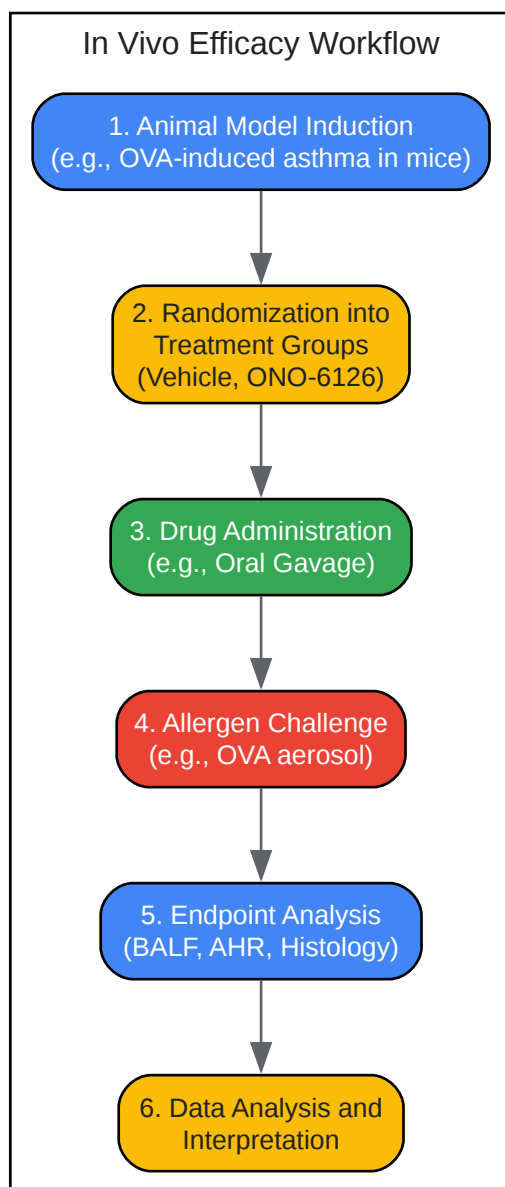 In Vivo Efficacy Workflow
1. Animal Model Induction
(e.g., OVA-induced asthma in mice)
2. Randomization into
Treatment Groups
(Vehicle, ONO-6126)
3. Drug Administration
(e.g., Oral Gavage)
4. Allergen Challenge
(e.g., OVA aerosol)
5. Endpoint Analysis
(BALF, AHR, Histology)
6. Data Analysis and
Interpretation